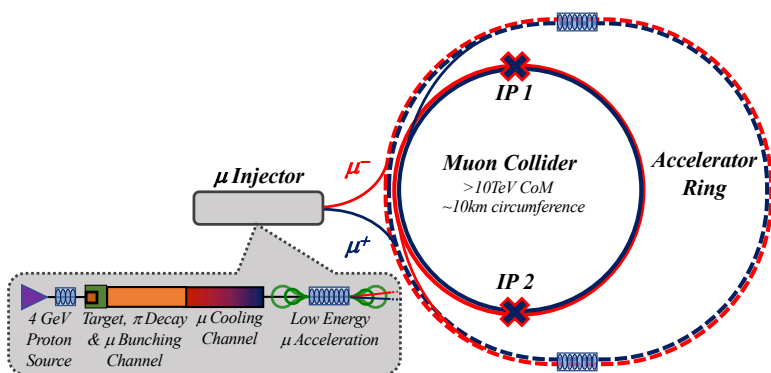 IP 1
μ Injector
μ⁻
Muon Collider
>10TeV CoM
~10km circumference
Accelerator
Ring
μ⁺
IP 2
4 GeV
Proton
Source
Target, π Decay
& μ Bunching
Channel
μ Cooling
Channel
Low Energy
μ Acceleration